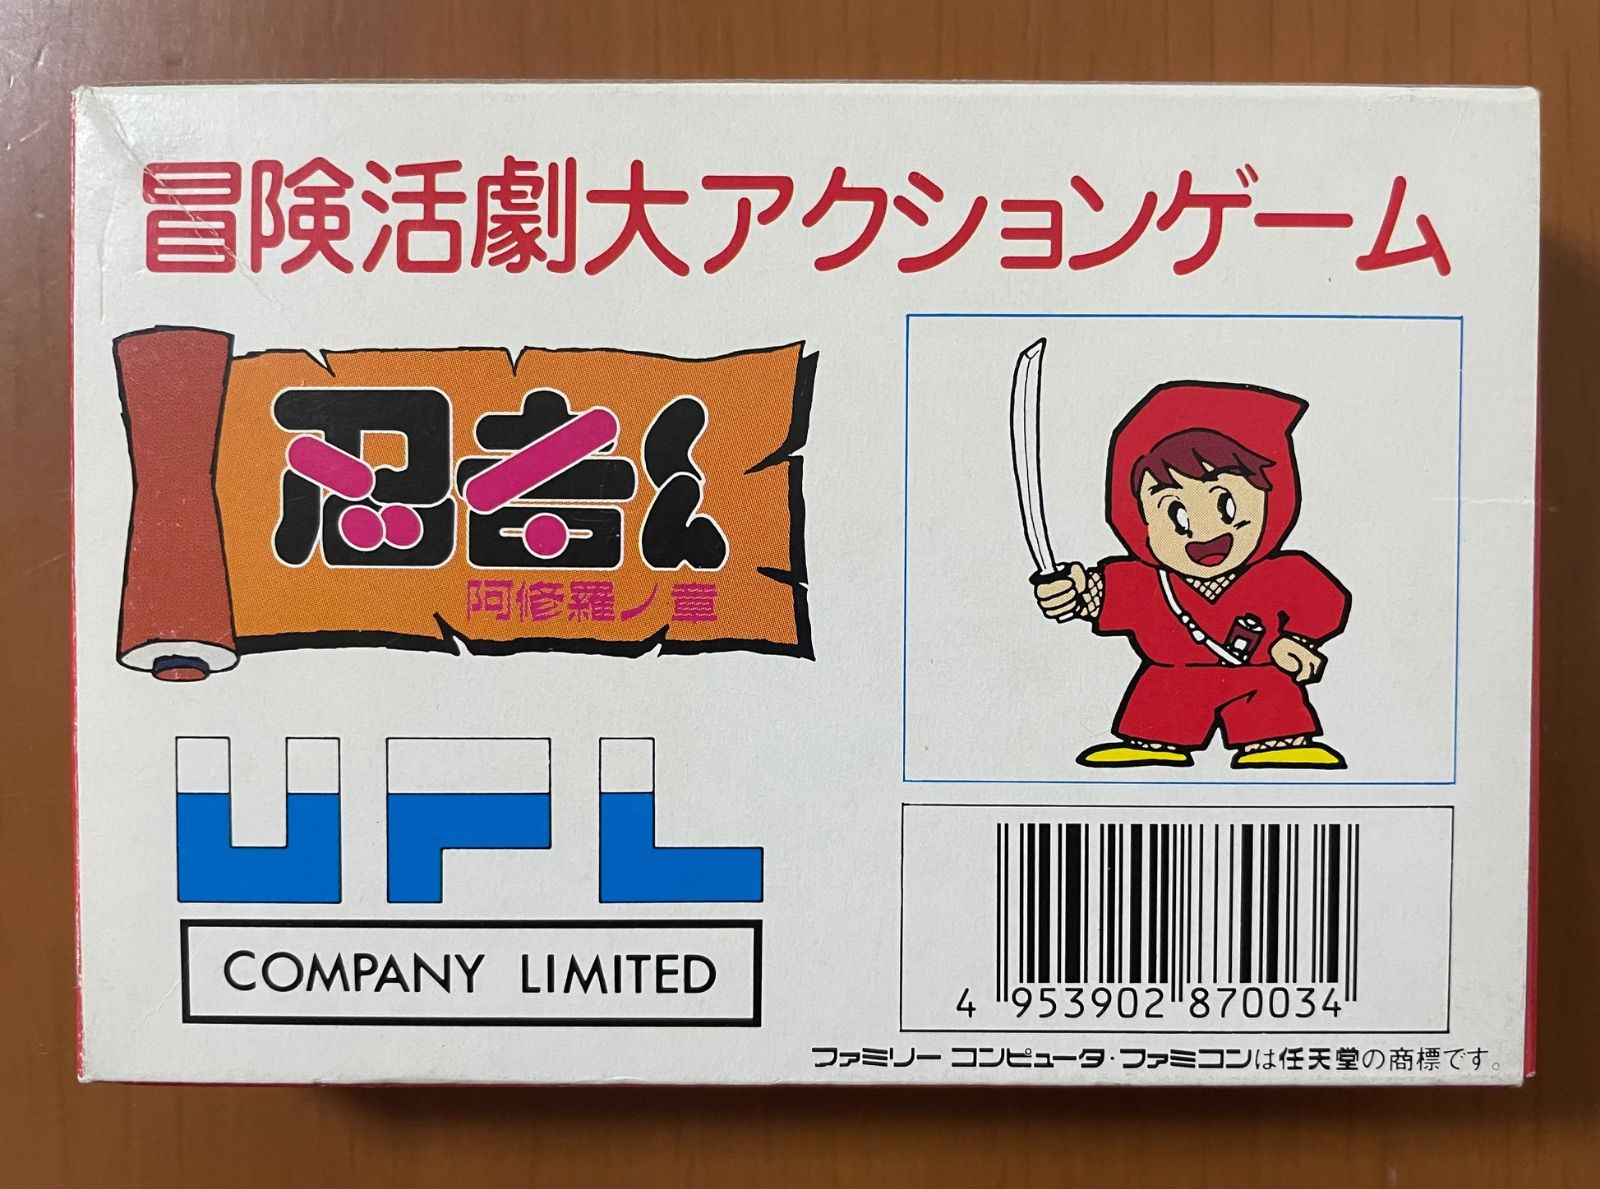 冒険活劇大アクションゲーム
忍者くん
阿修羅ノ章
UPL
COMPANY LIMITED
4 953902 870034
ファミリーコンピュータ・ファミコンは任天堂の商標です。